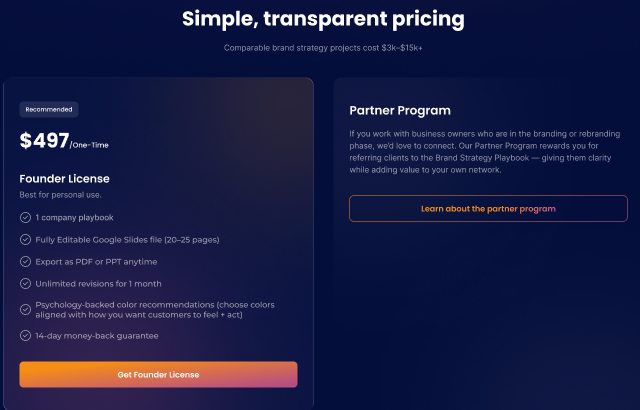 Simple, transparent pricing
Comparable brand strategy projects cost $3k–$15k+
Recommended
$497/One-Time
Founder License
Best for personal use.
1 company playbook
Fully Editable Google Slides file (20–25 pages)
Export as PDF or PPT anytime
Unlimited revisions for 1 month
Psychology-backed color recommendations (choose colors
aligned with how you want customers to feel + act)
14-day money-back guarantee
Get Founder License
Partner Program
If you work with business owners who are in the branding or rebranding
phase, we'd love to connect. Our Partner Program rewards you for
referring clients to the Brand Strategy Playbook — giving them clarity
while adding value to your own network.
Learn about the partner program